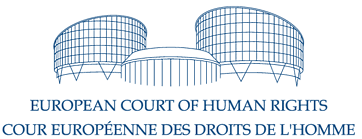 EUROPEAN COURT OF HUMAN RIGHTS
COUR EUROPÉENNE DES DROITS DE L'HOMME